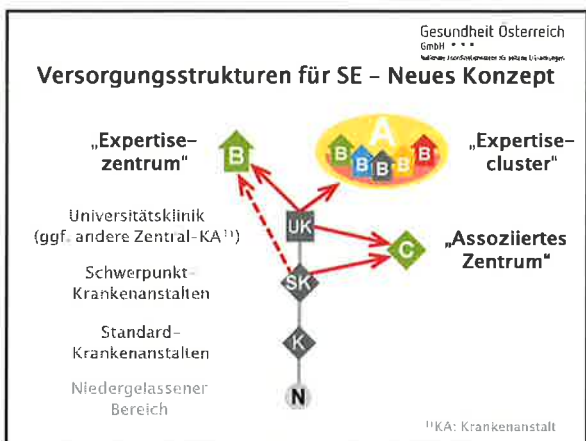 Gesundheit Österreich
GmbH
Versorgungsstrukturen für SE – Neues Konzept
„Expertise-
zentrum“
B
A
B B B B B
„Expertise-
cluster“
Universitätsklinik
(ggf. andere Zentral-KA¹⁾)
UK
„Assoziiertes
Zentrum“
C
Schwerpunkt-
Krankenanstalten
SK
Standard-
Krankenanstalten
K
Niedergelassener
Bereich
N
¹⁾KA: Krankenanstalt